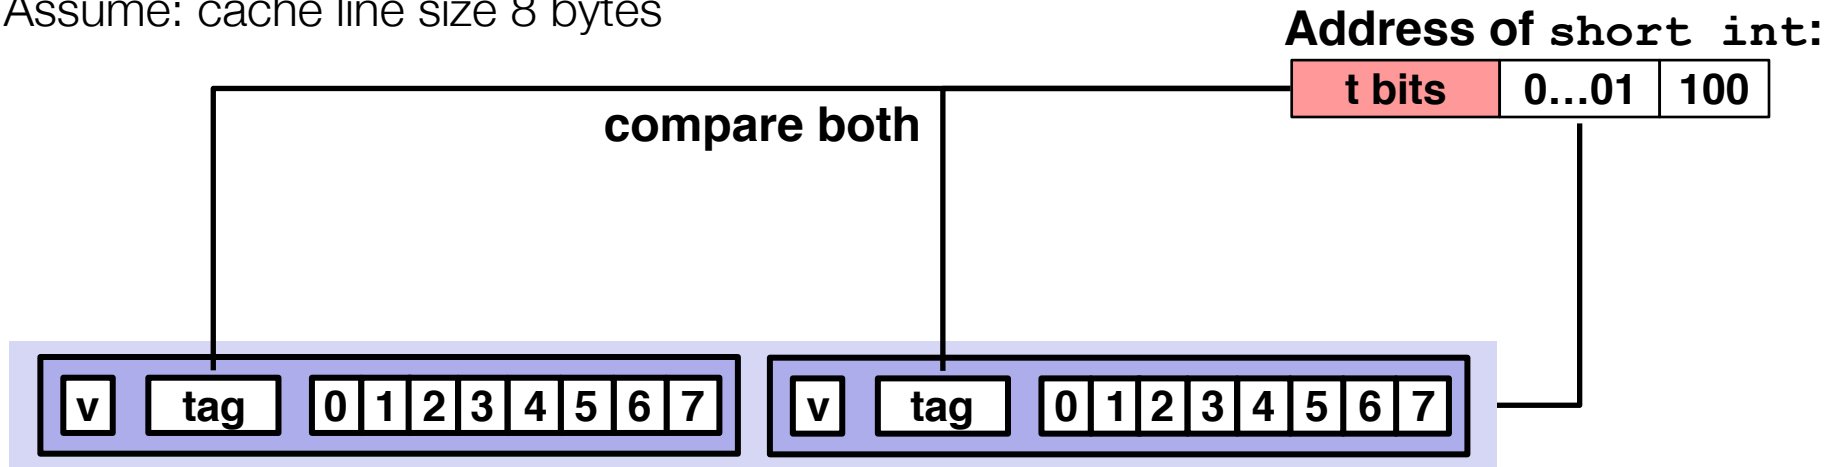 Assume: cache line size 8 bytes
Address of short int:
t bits 0...01 100
compare both
v tag 0 1 2 3 4 5 6 7 v tag 0 1 2 3 4 5 6 7